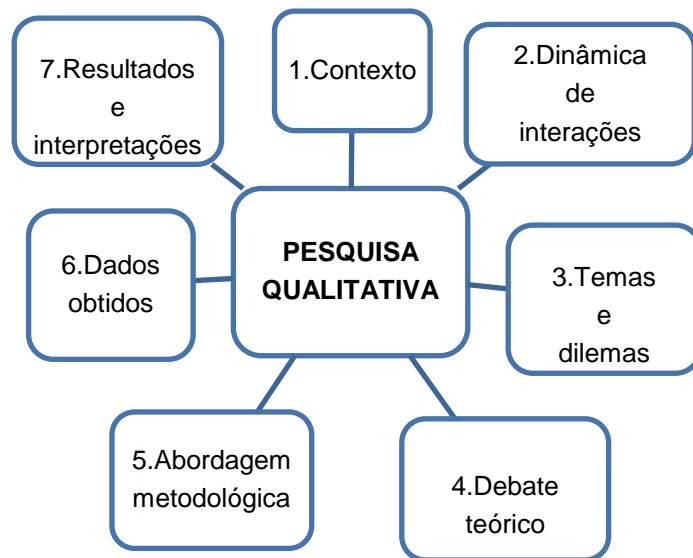 7.Resultados
e
interpretações
1.Contexto
2.Dinâmica
de
interações
PESQUISA
QUALITATIVA
3.Temas
e
dilemas
6.Dados
obtidos
5.Abordagem
metodológica
4.Debate
teórico